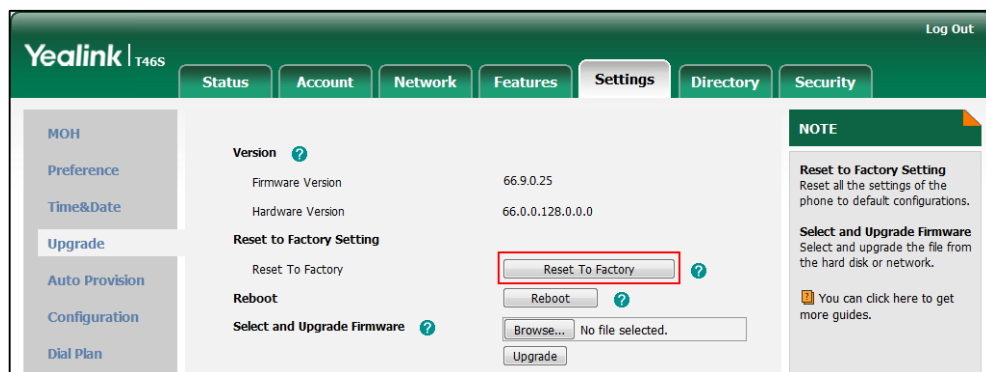 Log Out
Yealink T46S
Status Account Network Features Settings Directory Security
MOH
Preference
Time&Date
Upgrade
Auto Provision
Configuration
Dial Plan
Version ?
Firmware Version 66.9.0.25
Hardware Version 66.0.0.128.0.0.0
Reset to Factory Setting
Reset To Factory Reset To Factory ?
Reboot Reboot ?
Select and Upgrade Firmware ? Browse... No file selected.
Upgrade
NOTE
Reset to Factory Setting
Reset all the settings of the
phone to default configurations.
Select and Upgrade Firmware
Select and upgrade the file from
the hard disk or network.
? You can click here to get
more guides.